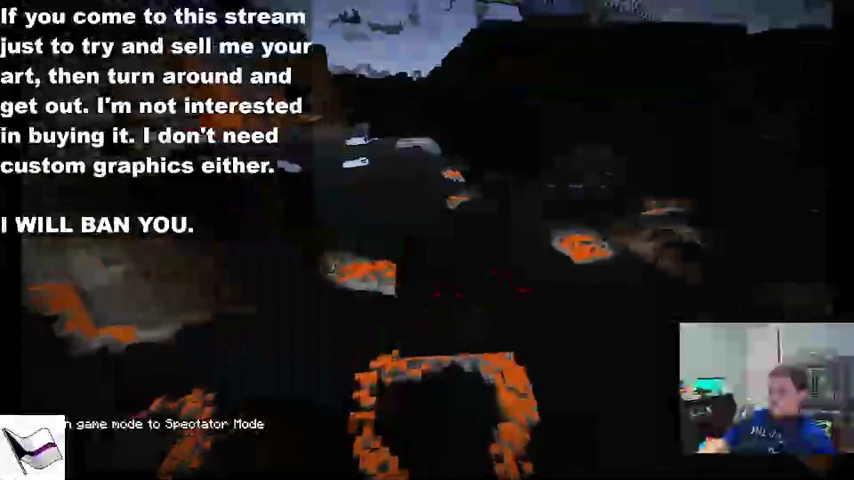 If you come to this stream
just to try and sell me your
art, then turn around and
get out. I'm not interested
in buying it. I don't need
custom graphics either.
I WILL BAN YOU.
game mode to Spectator Mode